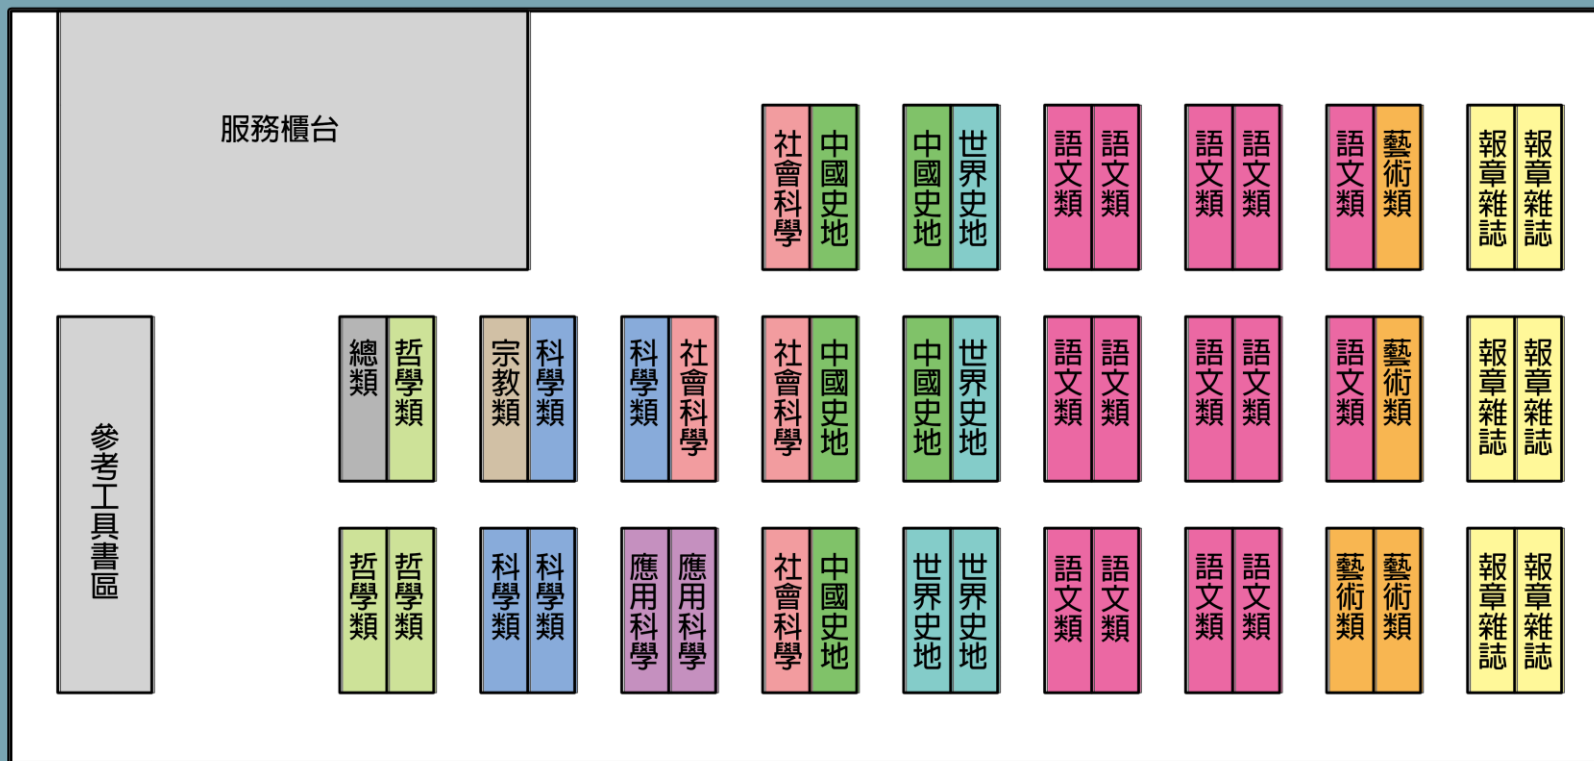 服務櫃台
社會科學
中國史地
中國史地
世界史地
語文類
語文類
語文類
語文類
語文類
藝術類
報章雜誌
報章雜誌
參考工具書區
總類
哲學類
宗教類
科學類
科學類
社會科學
社會科學
中國史地
中國史地
世界史地
語文類
語文類
語文類
語文類
語文類
藝術類
報章雜誌
報章雜誌
哲學類
哲學類
科學類
科學類
應用科學
應用科學
社會科學
中國史地
世界史地
世界史地
語文類
語文類
語文類
語文類
藝術類
藝術類
報章雜誌
報章雜誌